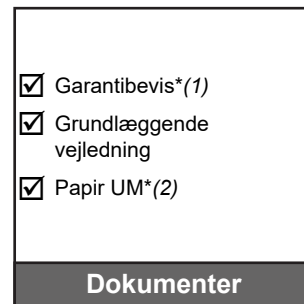 Garantibevis*(1)
Grundlæggende
vejledning
Papir UM*(2)
Dokumenter